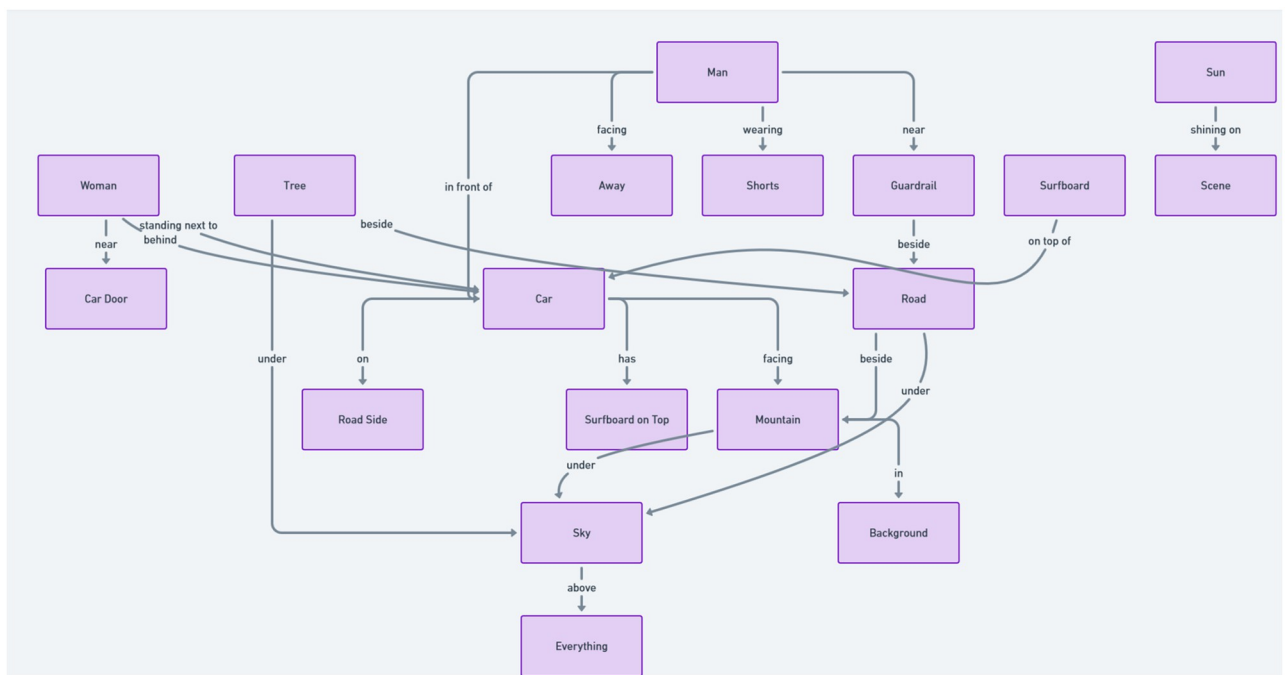 Man
Sun
facing
wearing
near
shining on
Woman
Tree
in front of
Away
Shorts
Guardrail
Surfboard
Scene
standing next to
beside
behind
near
beside
on top of
Car Door
Car
Road
under
on
has
facing
beside
under
Road Side
Surfboard on Top
Mountain
under
in
Sky
Background
above
Everything